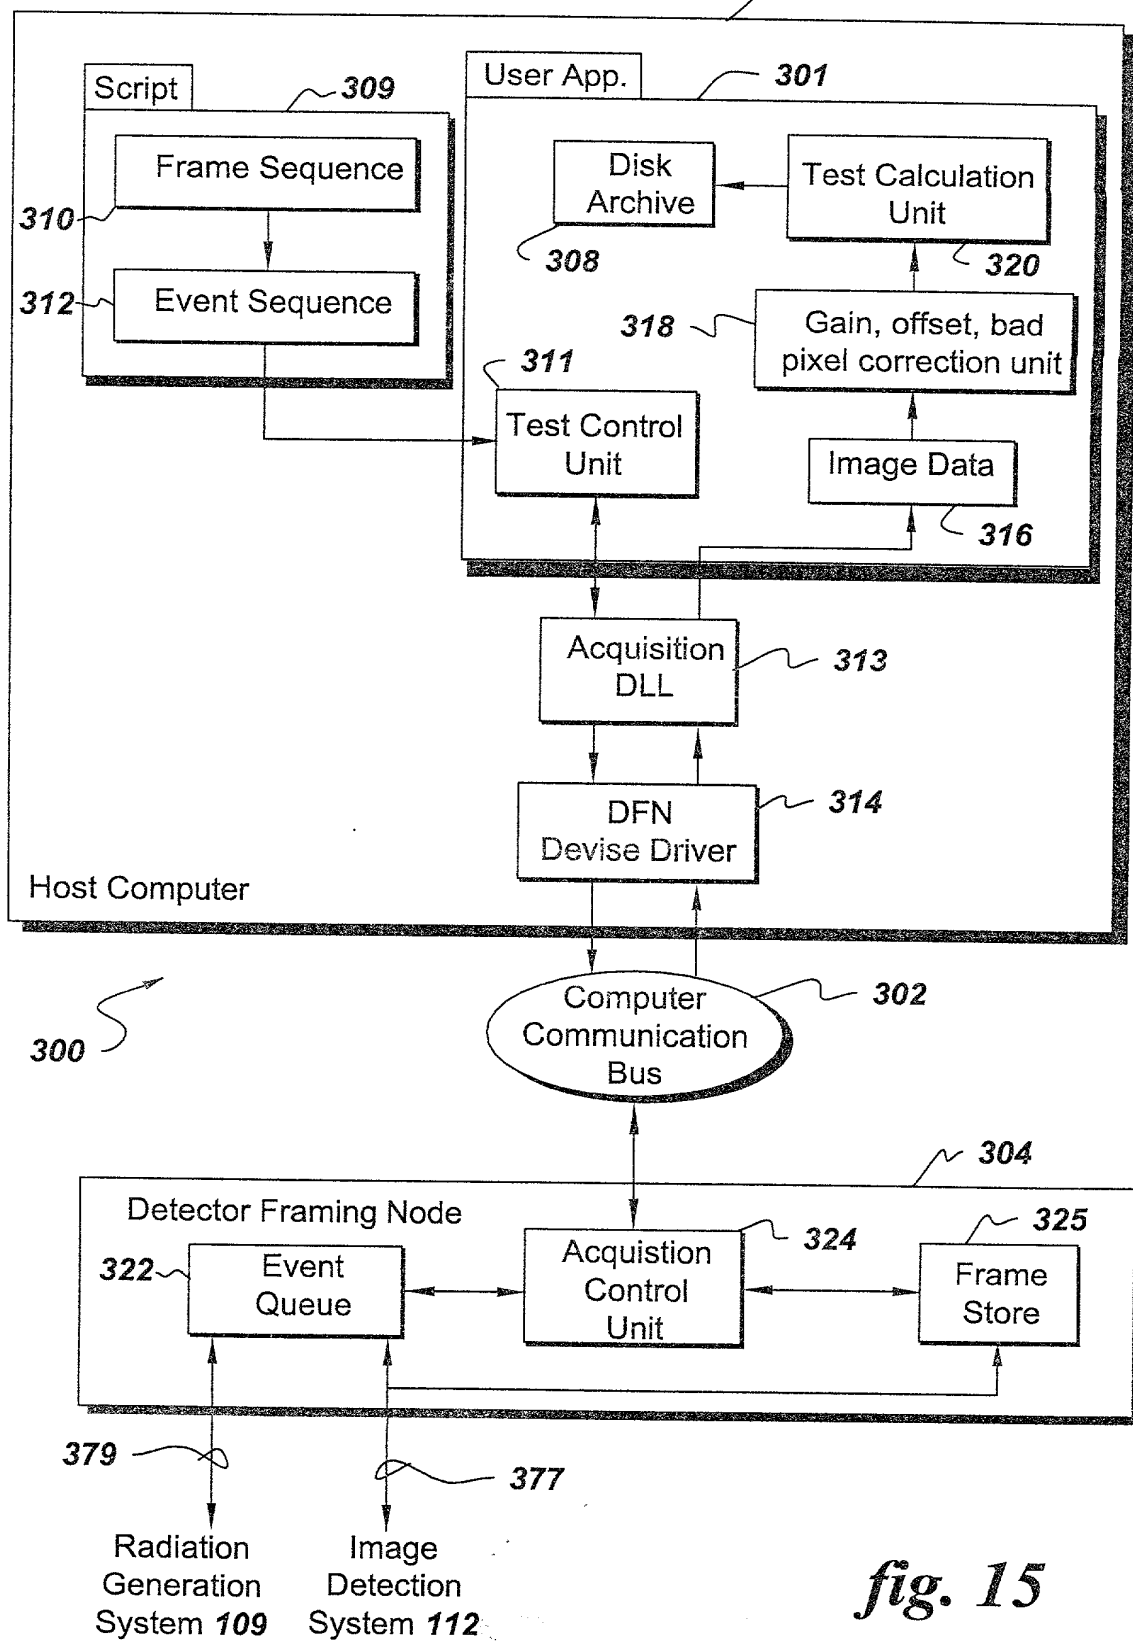 Script
309
Frame Sequence
310
Event Sequence
312
User App.
301
Disk
Archive
308
Test Calculation
Unit
320
318
Gain, offset, bad
pixel correction unit
311
Test Control
Unit
Image Data
316
Acquisition
DLL
313
DFN
Devise Driver
314
Host Computer
300
Computer
Communication
Bus
302
304
Detector Framing Node
322
Event
Queue
Acquistion
Control
Unit
324
325
Frame
Store
379
377
Radiation
Generation
System 109
Image
Detection
System 112
fig. 15